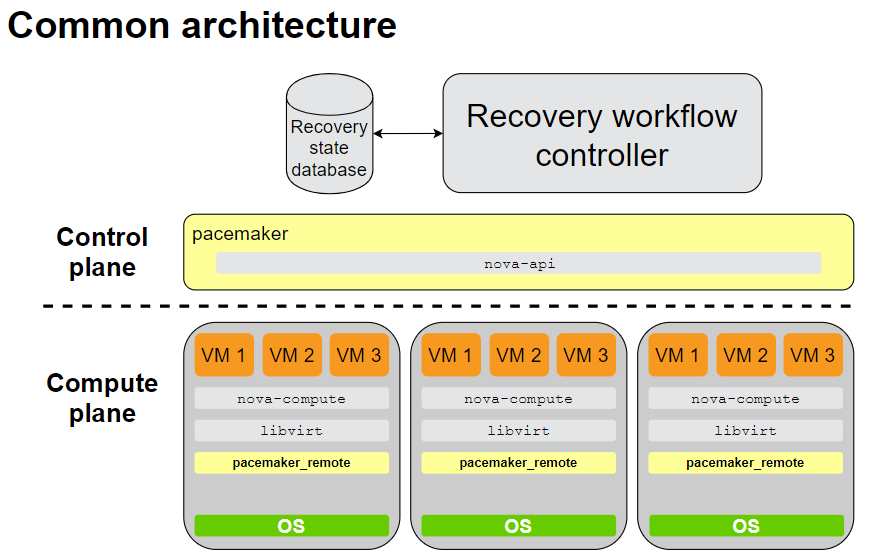 Common architecture
Recovery
state
database
Recovery workflow
controller
Control
plane
pacemaker
nova-api
Compute
plane
VM 1 VM 2 VM 3
nova-compute
libvirt
pacemaker_remote
OS
VM 1 VM 2 VM 3
nova-compute
libvirt
pacemaker_remote
OS
VM 1 VM 2 VM 3
nova-compute
libvirt
pacemaker_remote
OS